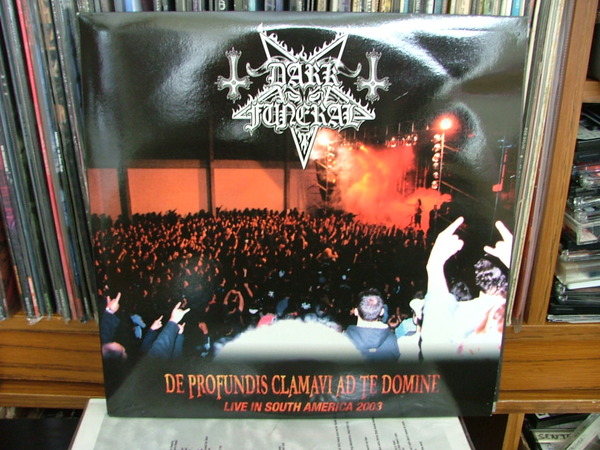 DARK
FUNERAL
DE PROFUNDIS CLAMAVI AD TE DOMINE
LIVE IN SOUTH AMERICA 2003